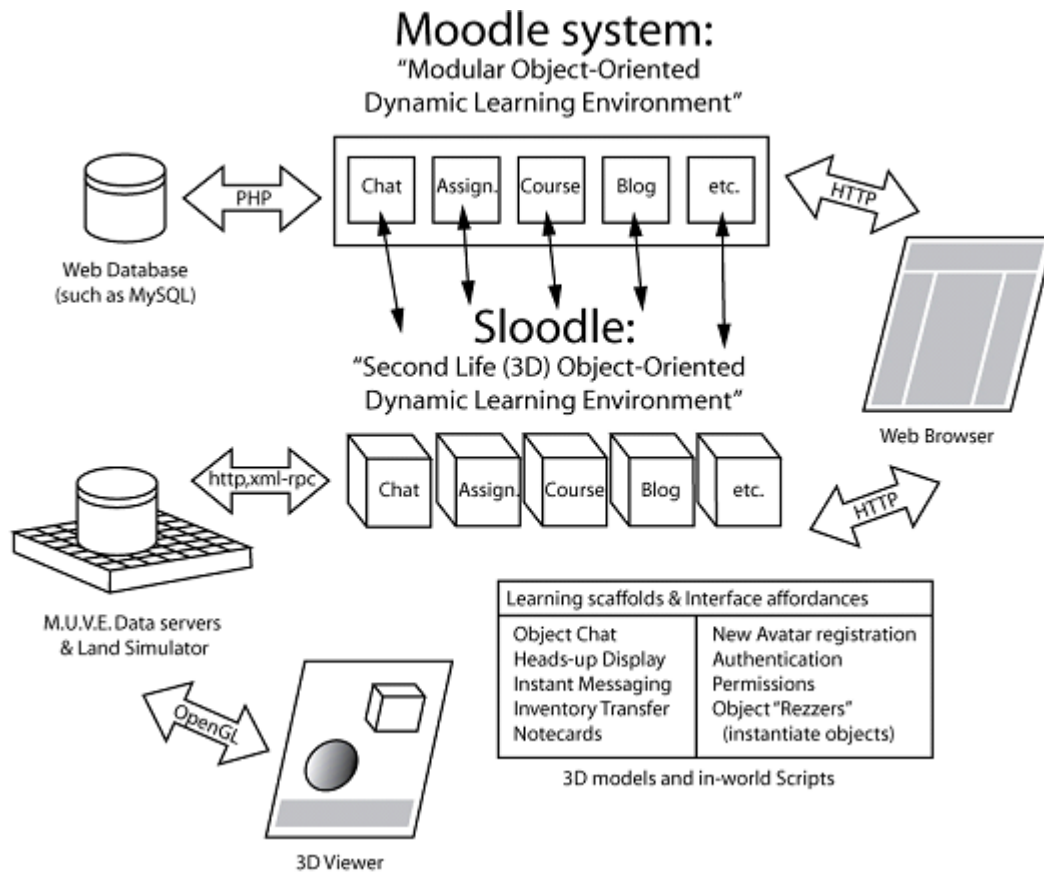 Moodle system:
“Modular Object-Oriented
Dynamic Learning Environment”
PHP
Chat
Assign.
Course
Blog
etc.
HTTP
Web Database
(such as MySQL)
Web Browser
Sloodle:
“Second Life (3D) Object-Oriented
Dynamic Learning Environment”
http,xml-rpc
Chat
Assign.
Course
Blog
etc.
HTTP
M.U.V.E. Data servers
& Land Simulator
OpenGL
3D Viewer
Learning scaffolds & Interface affordances
Object Chat
Heads-up Display
Instant Messaging
Inventory Transfer
Notecards
New Avatar registration
Authentication
Permissions
Object “Rezzers”
(instantiate objects)
3D models and in-world Scripts